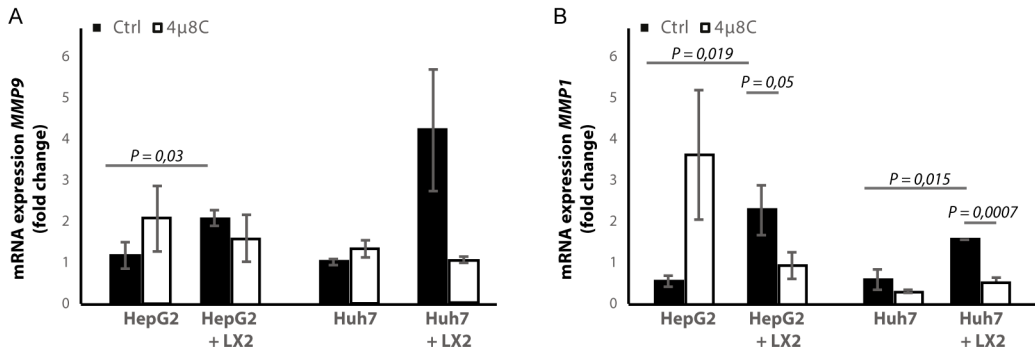 A
Ctrl 4µ8C
mRNA expression MMP9
(fold change)
6
5
4
3
2
1
0
P = 0,03
HepG2
HepG2
+ LX2
Huh7
Huh7
+ LX2
B
Ctrl 4µ8C
mRNA expression MMP1
(fold change)
6
5
4
3
2
1
0
P = 0,019
P = 0,05
P = 0,015
P = 0,0007
HepG2
HepG2
+ LX2
Huh7
Huh7
+ LX2